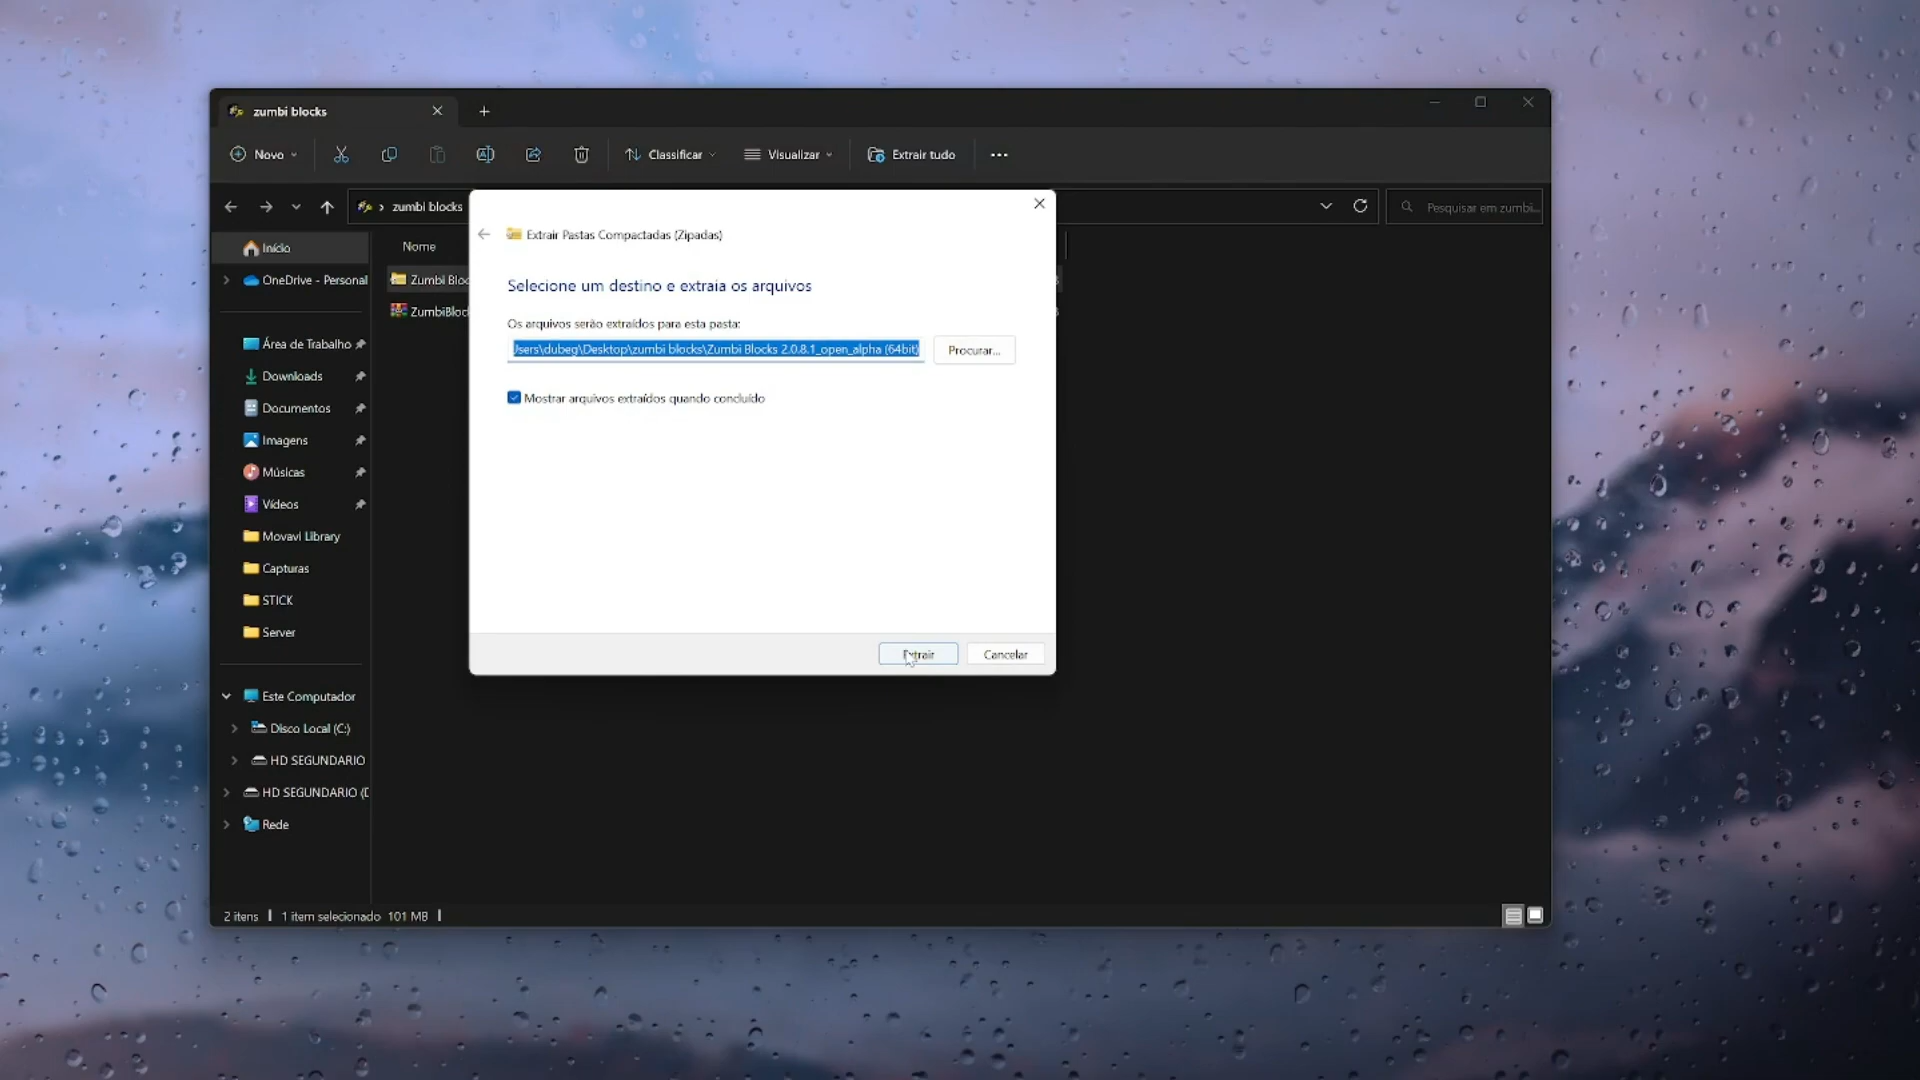 zumbi blocks
Novo
Classificar
Visualizar
Extrair tudo
zumbi blocks
Pesquisar em zumbi...
Extrair Pastas Compactadas (Zipadas)
Início
Nome
OneDrive - Personal
Zumbi Bloc
Selecione um destino e extraia os arquivos
ZumbiBlock
Os arquivos serão extraídos para esta pasta:
Área de Trabalho
Jsers\dubeg\Desktop\zumbi blocks\Zumbi Blocks 2.0.8.1_open_alpha (64bit)
Procurar...
Downloads
Mostrar arquivos extraídos quando concluído
Documentos
Imagens
Músicas
Vídeos
Movavi Library
Capturas
STICK
Server
Extrair
Cancelar
Este Computador
Disco Local (C:)
HD SEGUNDARIO
HD SEGUNDARIO (D
Rede
2 itens
1 item selecionado 101 MB